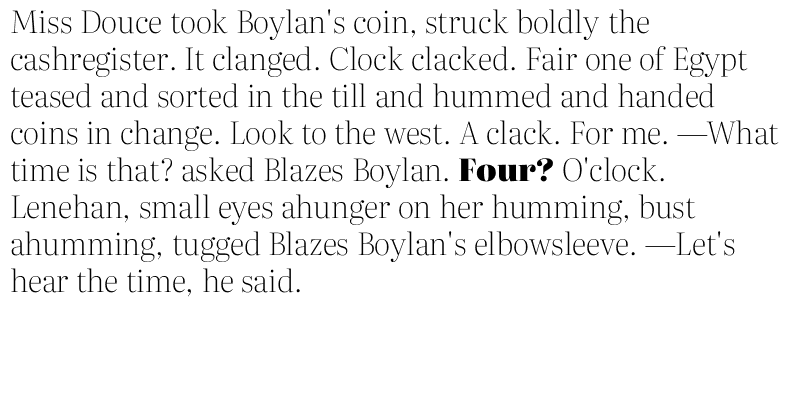 Miss Douce took Boylan's coin, struck boldly the
cashregister. It clanged. Clock clacked. Fair one of Egypt
teased and sorted in the till and hummed and handed
coins in change. Look to the west. A clack. For me. —What
time is that? asked Blazes Boylan. Four? O'clock.
Lenehan, small eyes ahunger on her humming, bust
ahumming, tugged Blazes Boylan's elbowsleeve. —Let's
hear the time, he said.